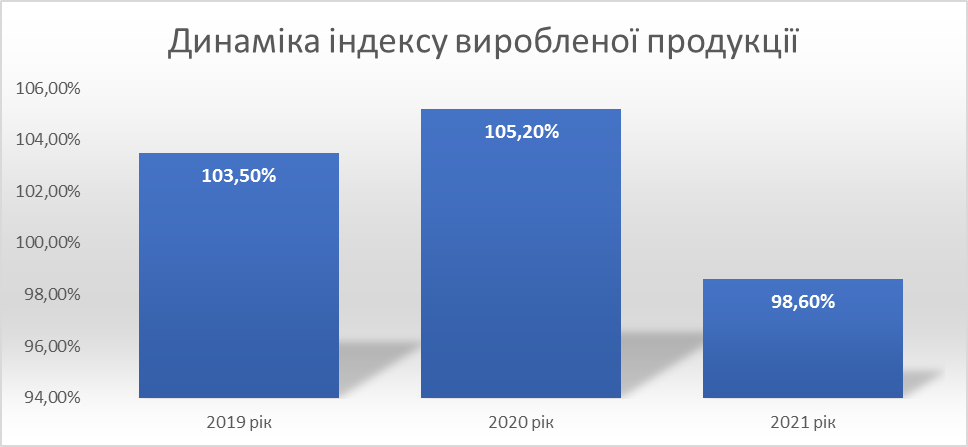 Динаміка індексу виробленої продукції
106,00%
104,00%
102,00%
100,00%
98,00%
96,00%
94,00%
103,50%
105,20%
98,60%
2019 рік
2020 рік
2021 рік